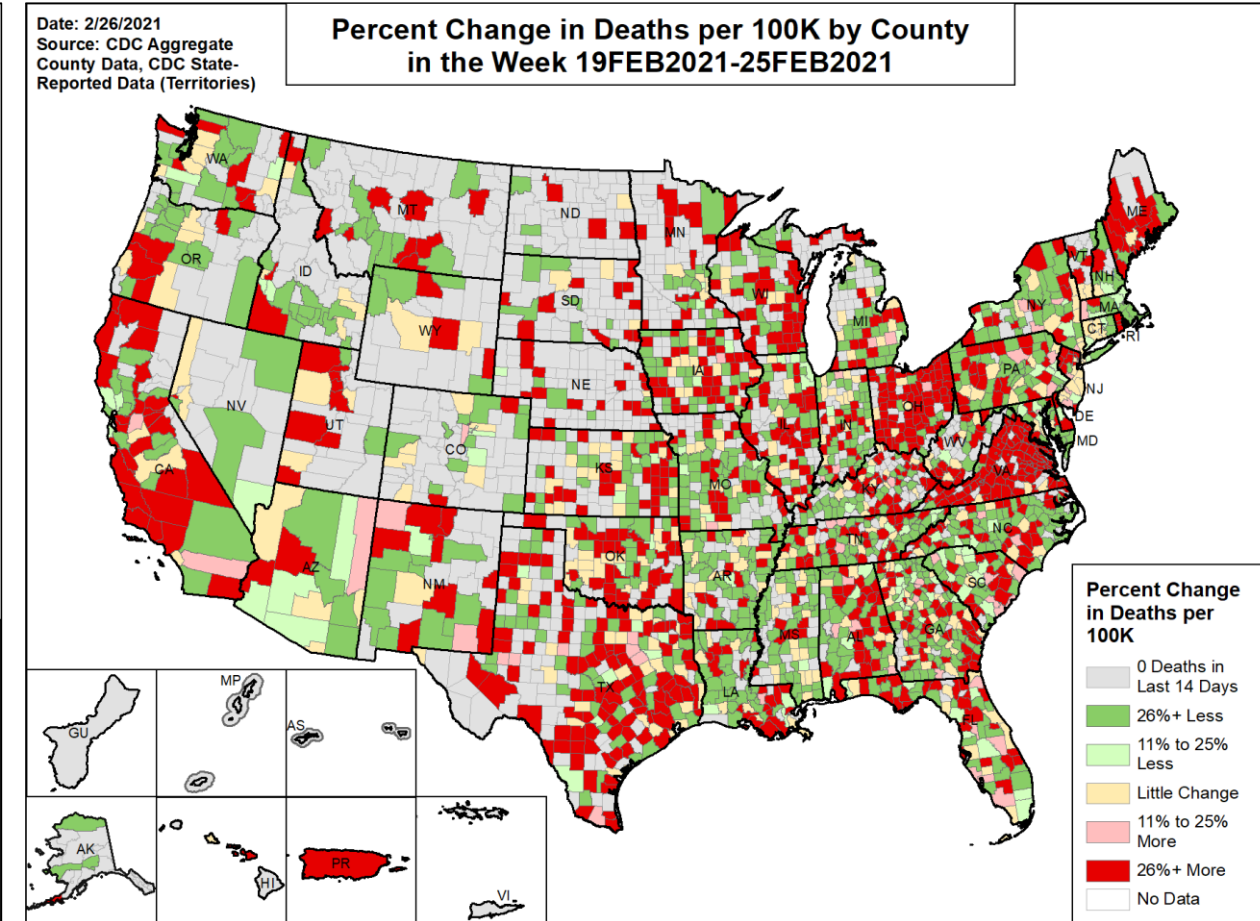 Date: 2/26/2021
Source: CDC Aggregate
County Data, CDC State-
Reported Data (Territories)
Percent Change in Deaths per 100K by County
in the Week 19FEB2021-25FEB2021
WA
MT
ND
MN
ME
OR
ID
SD
WI
MI
VT
NH
NY
MA
CT
RI
WY
IA
NE
PA
NJ
NV
UT
CO
IL
IN
OH
DE
MD
WV
VA
CA
KS
MO
KY
NC
TN
AZ
NM
OK
AR
SC
MS
AL
GA
TX
LA
FL
GU
MP
AS
AK
HI
PR
VI
Percent Change
in Deaths per
100K
0 Deaths in
Last 14 Days
26%+ Less
11% to 25%
Less
Little Change
11% to 25%
More
26%+ More
No Data